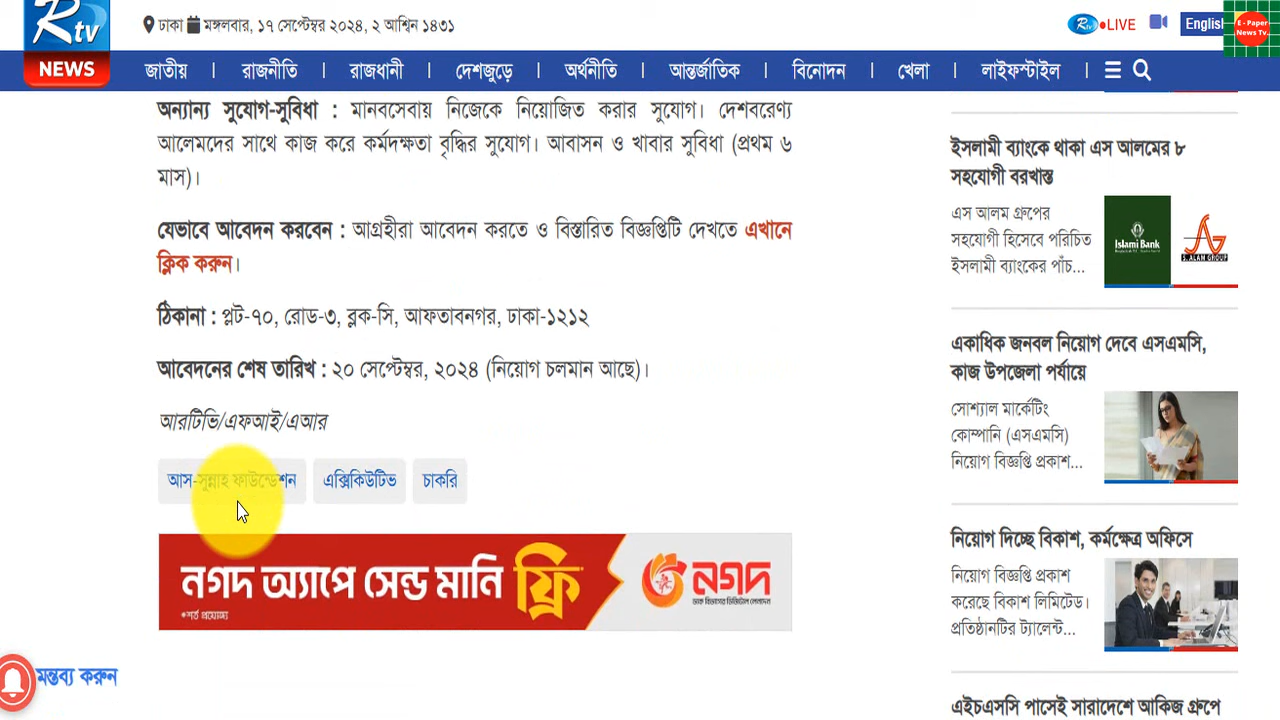 Rtv
NEWS
ঢাকা মঙ্গলবার, ১৭ সেপ্টেম্বর ২০২৪, ২ আশ্বিন ১৪৩১
Rtv LIVE
English
E - Paper
News Tv.
জাতীয় | রাজনীতি | রাজধানী | দেশজুড়ে | অর্থনীতি | আন্তর্জাতিক | বিনোদন | খেলা | লাইফস্টাইল |
অন্যান্য সুযোগ-সুবিধা : মানবসেবায় নিজেকে নিয়োজিত করার সুযোগ। দেশবরেণ্য
আলেমদের সাথে কাজ করে কর্মদক্ষতা বৃদ্ধির সুযোগ। আবাসন ও খাবার সুবিধা (প্রথম ৬
মাস)।
যেভাবে আবেদন করবেন : আগ্রহীরা আবেদন করতে ও বিস্তারিত বিজ্ঞপ্তিটি দেখতে এখানে
ক্লিক করুন।
ঠিকানা : প্লট-৭০, রোড-৩, ব্লক-সি, আফতাবনগর, ঢাকা-১২১২
আবেদনের শেষ তারিখ : ২০ সেপ্টেম্বর, ২০২৪ (নিয়োগ চলমান আছে)।
আরটিভি/এফআই/এআর
আস-সুন্নাহ ফাউন্ডেশন
এক্সিকিউটিভ
চাকরি
নগদ অ্যাপে সেন্ড মানি ফ্রি
*শর্ত প্রযোজ্য
নগদ
ডাক বিভাগের ডিজিটাল লেনদেন
মন্তব্য করুন
ইসলামী ব্যাংকে থাকা এস আলমের ৮
সহযোগী বরখাস্ত
এস আলম গ্রুপের
সহযোগী হিসেবে পরিচিত
ইসলামী ব্যাংকের পাঁচ...
Islami Bank
S. ALAM GROUP
একাধিক জনবল নিয়োগ দেবে এসএমসি,
কাজ উপজেলা পর্যায়ে
সোশ্যাল মার্কেটিং
কোম্পানি (এসএমসি)
নিয়োগ বিজ্ঞপ্তি প্রকাশ...
নিয়োগ দিচ্ছে বিকাশ, কর্মক্ষেত্র অফিসে
নিয়োগ বিজ্ঞপ্তি প্রকাশ
করেছে বিকাশ লিমিটেড।
প্রতিষ্ঠানটির ট্যালেন্ট...
এইচএসসি পাসেই সারাদেশে আকিজ গ্রুপে